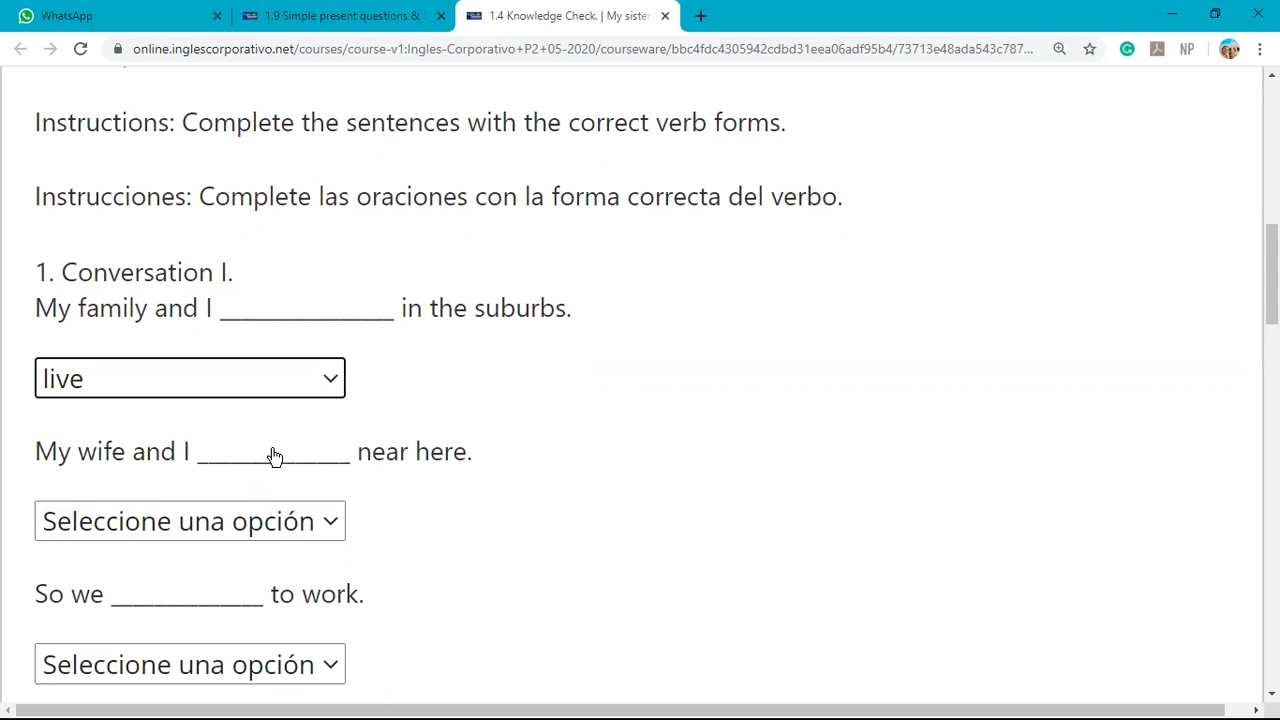 WhatsApp
1.9 Simple present questions &
1.4 Knowledge Check. | My sister
online.inglescorporativo.net/courses/course-v1:Ingles-Corporativo+P2+05-2020/courseware/bbc4fdc4305942cdbd31eea06adf95b4/73713e48ada543c787...
NP
Instructions: Complete the sentences with the correct verb forms.
Instrucciones: Complete las oraciones con la forma correcta del verbo.
1. Conversation I.
My family and I ______________ in the suburbs.
live
My wife and I ____________ near here.
Seleccione una opción
So we ____________ to work.
Seleccione una opción